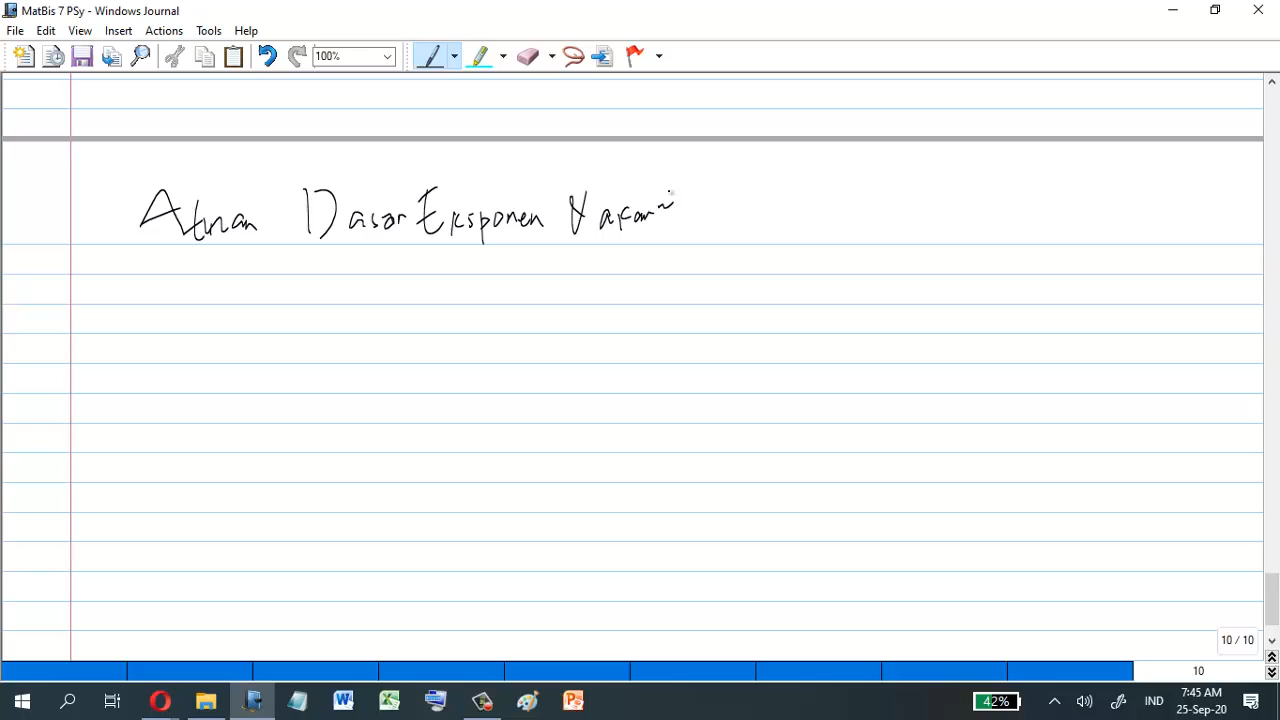 MatBis 7 PSy - Windows Journal
File Edit View Insert Actions Tools Help
100%
Aturan Dasar Eksponen &
10 / 10
10
42% IND 7:45 AM
25-Sep-20